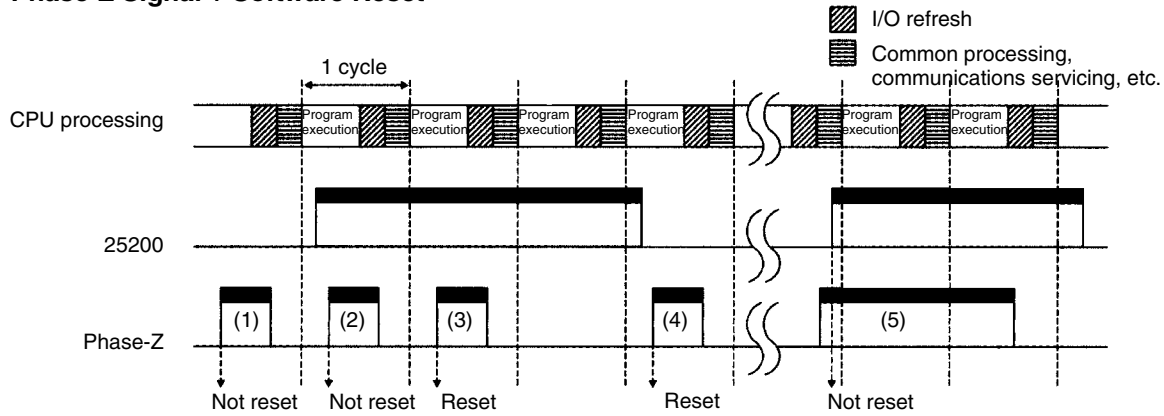 Phase-Z Signal + Software Reset
I/O refresh
Common processing,
communications servicing, etc.
1 cycle
CPU processing
Program
execution
Program
execution
Program
execution
Program
execution
Program
execution
Program
execution
25200
(1)
(2)
(3)
(4)
(5)
Phase-Z
Not reset
Not reset
Reset
Reset
Not reset